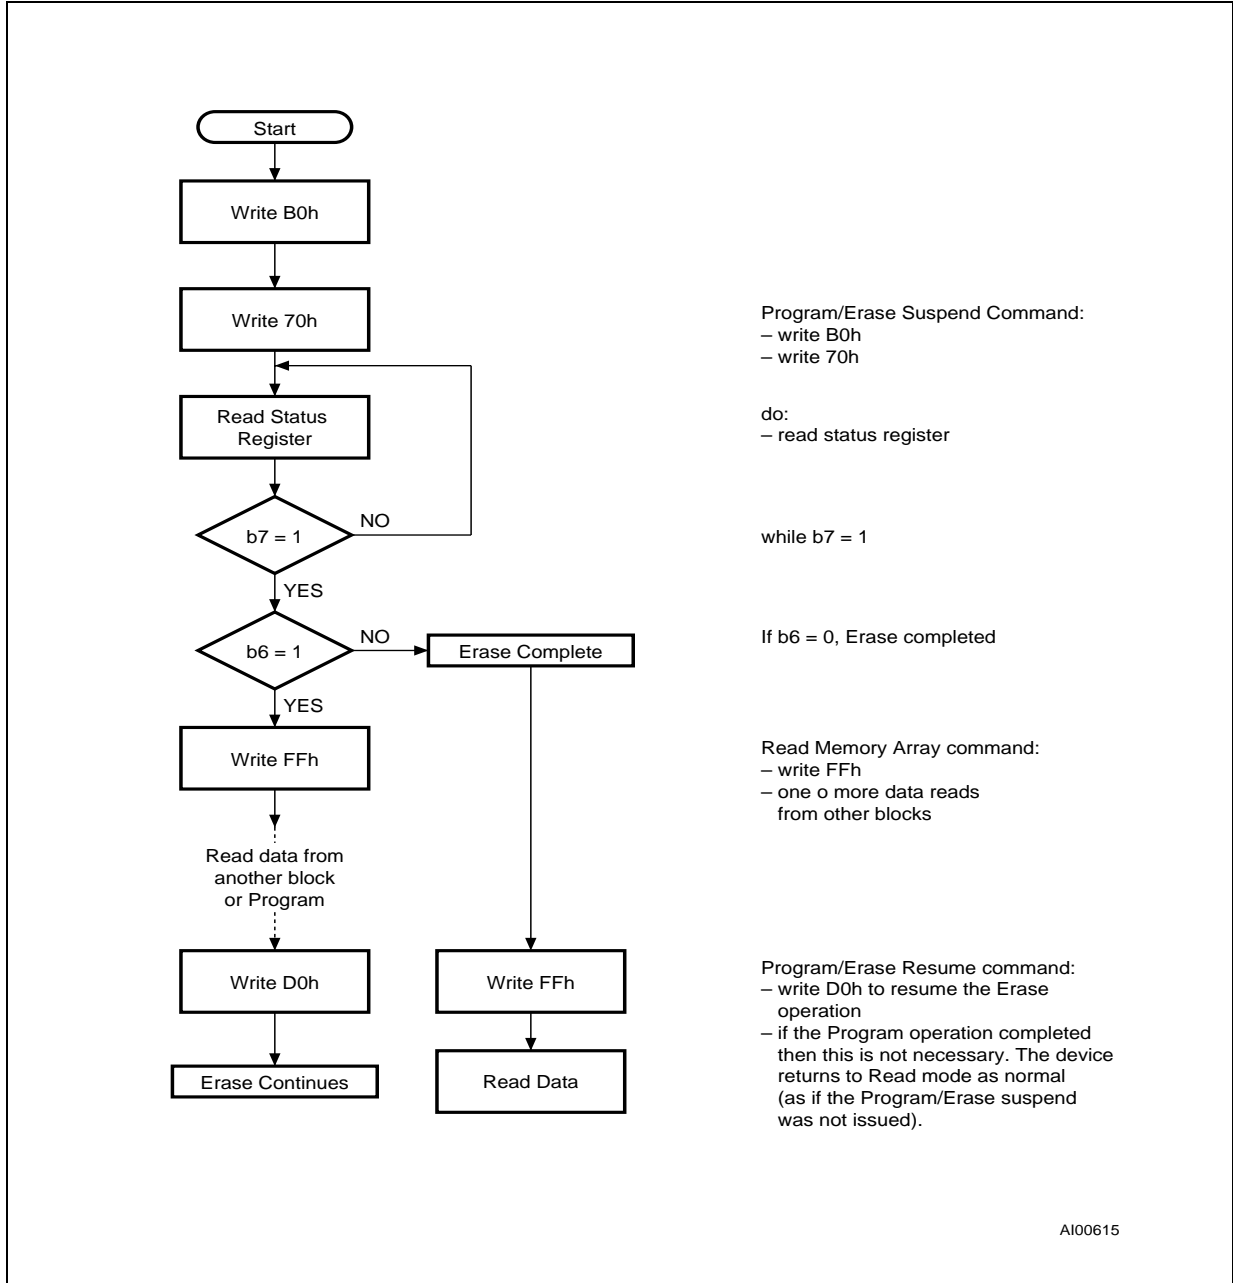 Start
Write B0h
Write 70h
Read Status
Register
b7 = 1
NO
YES
b6 = 1
NO
Erase Complete
YES
Write FFh
Read data from
another block
or Program
Write D0h
Erase Continues
Write FFh
Read Data
Program/Erase Suspend Command:
– write B0h
– write 70h
do:
– read status register
while b7 = 1
If b6 = 0, Erase completed
Read Memory Array command:
– write FFh
– one o more data reads
from other blocks
Program/Erase Resume command:
– write D0h to resume the Erase
operation
– if the Program operation completed
then this is not necessary. The device
returns to Read mode as normal
(as if the Program/Erase suspend
was not issued).
AI00615